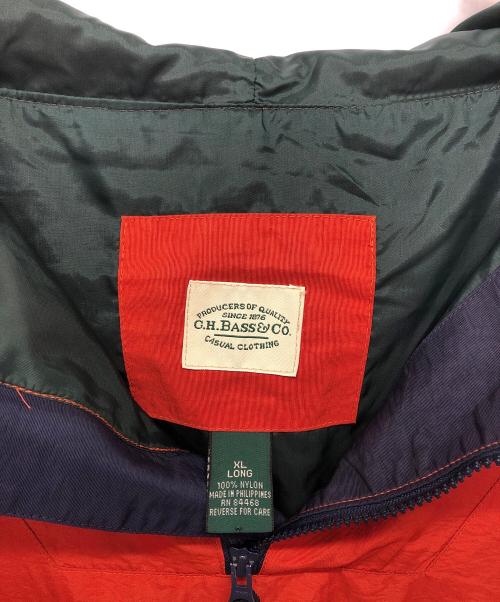 PRODUCERS OF QUALITY
SINCE 1876
G.H. BASS & CO.
CASUAL CLOTHING
XL
LONG
100% NYLON
MADE IN PHILIPPINES
RN 84468
REVERSE FOR CARE